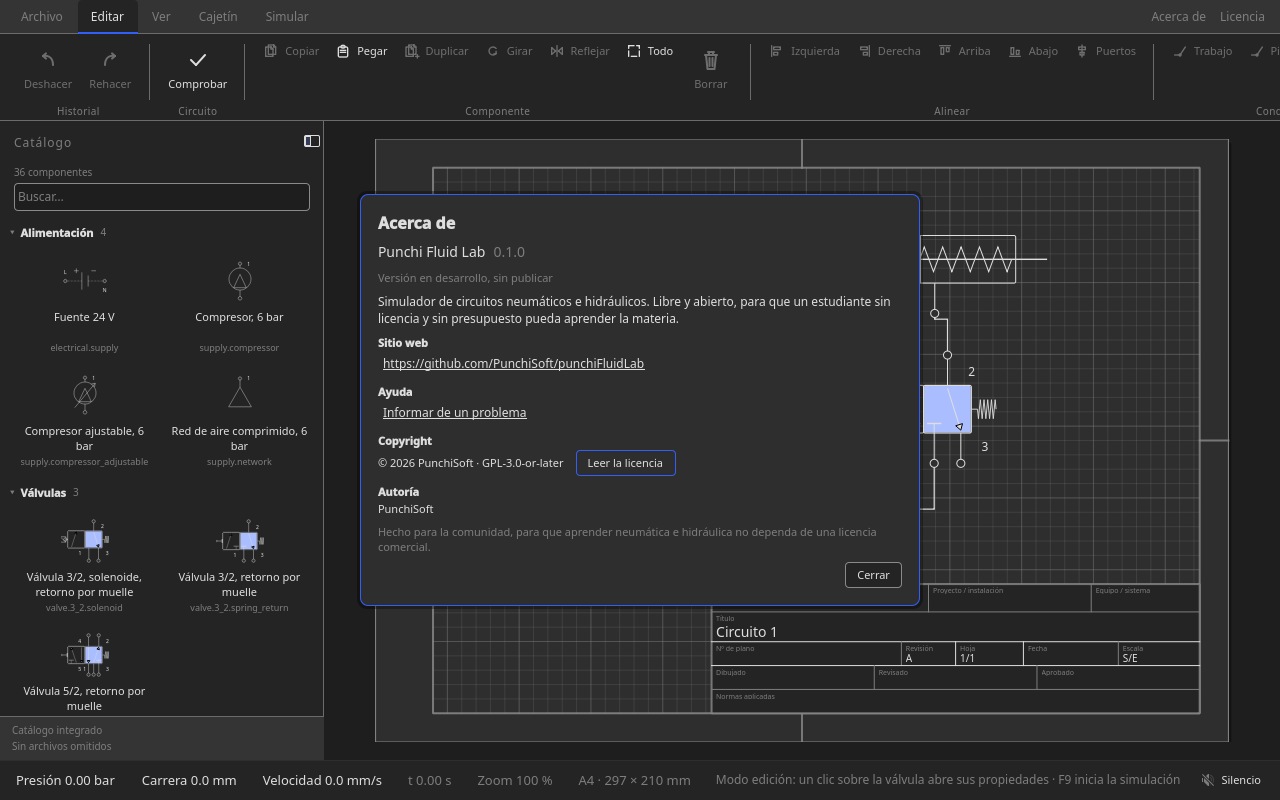 Archivo Editar Ver Cajetín Simular Acerca de Licencia
Copiar Pegar Duplicar Girar Reflejar Todo Izquierda Derecha Arriba Abajo Puertos Trabajo
Deshacer Rehacer Comprobar Borrar
Historial Circuito Componente Alinear
Catálogo
36 componentes
Buscar...
Alimentación 4
Fuente 24 V
electrical.supply
Compresor, 6 bar
supply.compressor
Compresor ajustable, 6 bar
supply.compressor_adjustable
Red de aire comprimido, 6 bar
supply.network
Válvulas 3
Válvula 3/2, solenoide, retorno por muelle
valve.3_2.solenoid
Válvula 3/2, retorno por muelle
valve.3_2.spring_return
Válvula 5/2, retorno por muelle
Catálogo integrado
Sin archivos omitidos
Acerca de
Punchi Fluid Lab 0.1.0
Versión en desarrollo, sin publicar
Simulador de circuitos neumáticos e hidráulicos. Libre y abierto, para que un estudiante sin
licencia y sin presupuesto pueda aprender la materia.
Sitio web
https://github.com/PunchiSoft/punchiFluidLab
Ayuda
Informar de un problema
Copyright
© 2026 PunchiSoft · GPL-3.0-or-later Leer la licencia
Autoría
PunchiSoft
Hecho para la comunidad, para que aprender neumática e hidráulica no dependa de una licencia
comercial.
Cerrar
2
3
Proyecto / instalación Equipo / sistema
Título
Circuito 1
Nº de plano Revisión Hoja Fecha Escala
A 1/1 S/E
Dibujado Revisado Aprobado
Normas aplicadas
Presión 0.00 bar Carrera 0.0 mm Velocidad 0.0 mm/s t 0.00 s Zoom 100 % A4 · 297 × 210 mm Modo edición: un clic sobre la válvula abre sus propiedades · F9 inicia la simulación Silencio